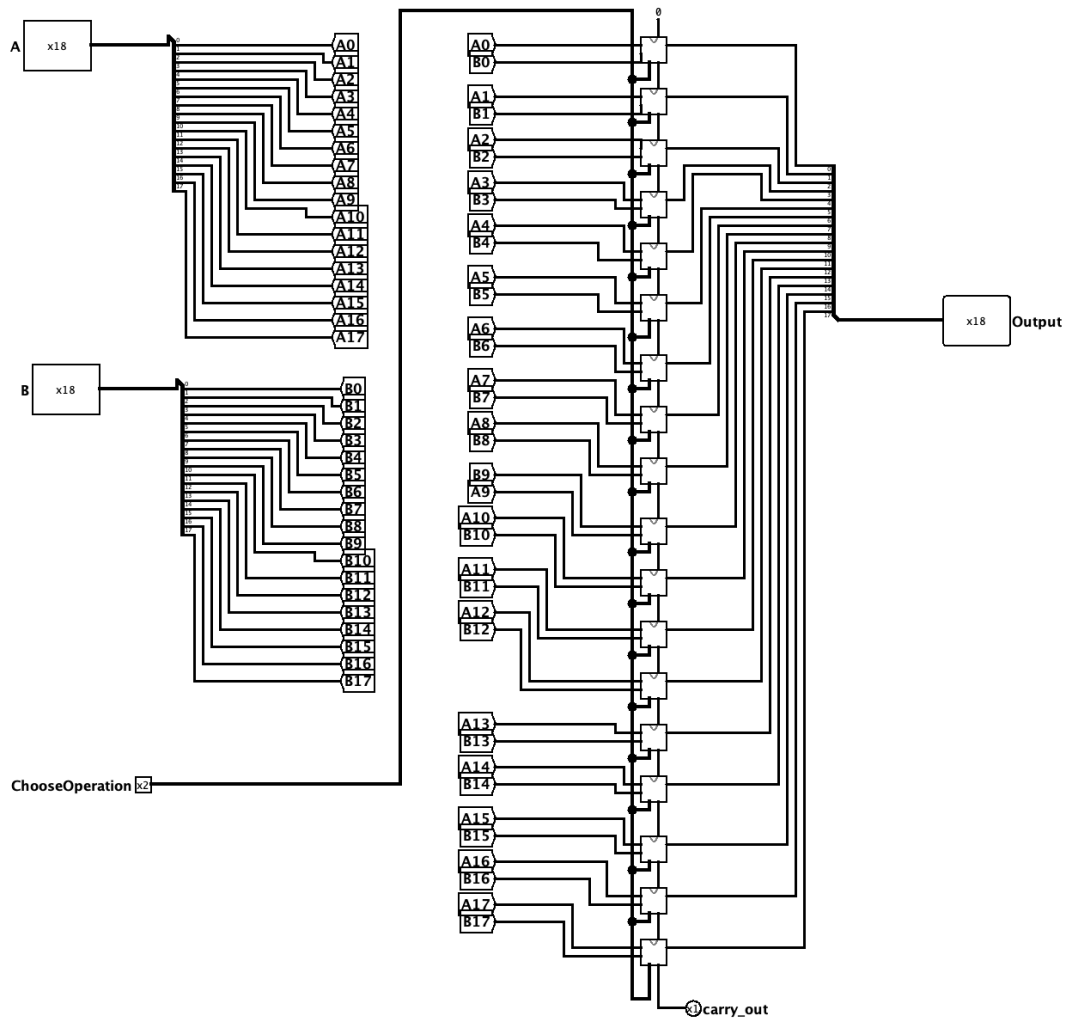 0
A x18
A0
A1
A2
A3
A4
A5
A6
A7
A8
A9
A10
A11
A12
A13
A14
A15
A16
A17
B x18
B0
B1
B2
B3
B4
B5
B6
B7
B8
B9
B10
B11
B12
B13
B14
B15
B16
B17
ChooseOperation x2
A0
B0
A1
B1
A2
B2
A3
B3
A4
B4
A5
B5
A6
B6
A7
B7
A8
B8
B9
A9
A10
B10
A11
B11
A12
B12
A13
B13
A14
B14
A15
B15
A16
B16
A17
B17
x18 Output
x1 carry_out